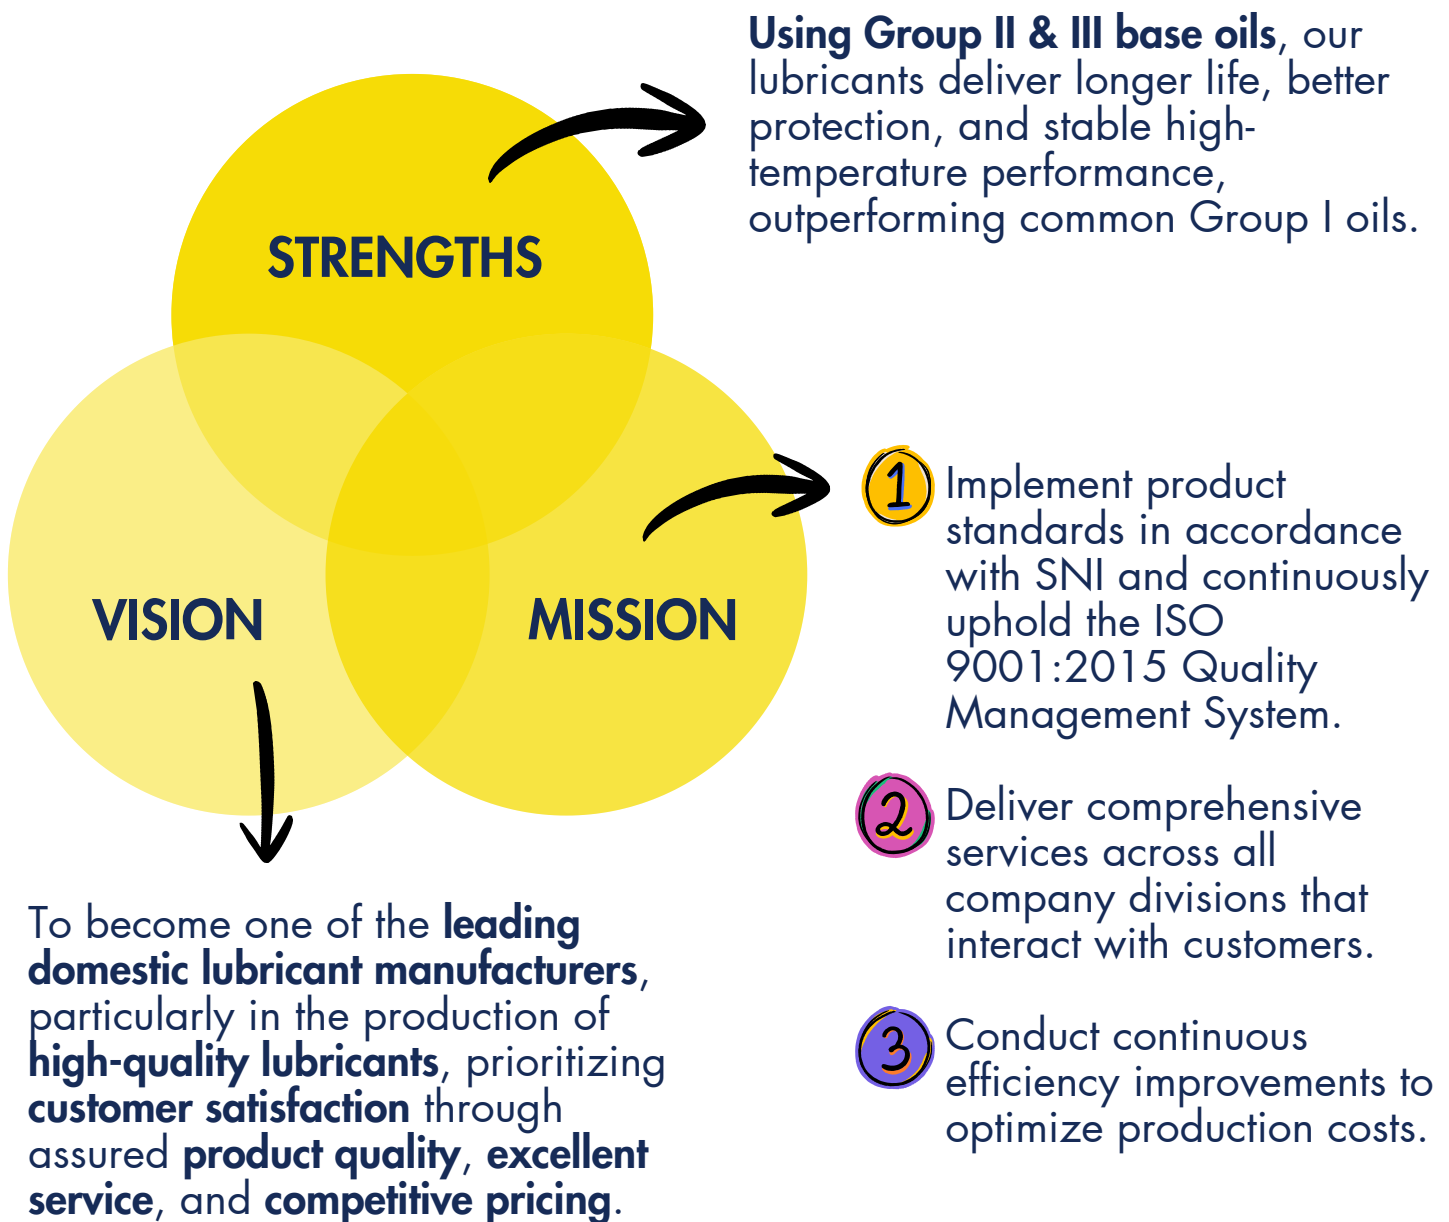 STRENGTHS
Using Group II & III base oils, our
lubricants deliver longer life, better
protection, and stable high-
temperature performance,
outperforming common Group I oils.
VISION
To become one of the leading
domestic lubricant manufacturers,
particularly in the production of
high-quality lubricants, prioritizing
customer satisfaction through
assured product quality, excellent
service, and competitive pricing.
MISSION
1
Implement product
standards in accordance
with SNI and continuously
uphold the ISO
9001:2015 Quality
Management System.
2
Deliver comprehensive
services across all
company divisions that
interact with customers.
3
Conduct continuous
efficiency improvements to
optimize production costs.